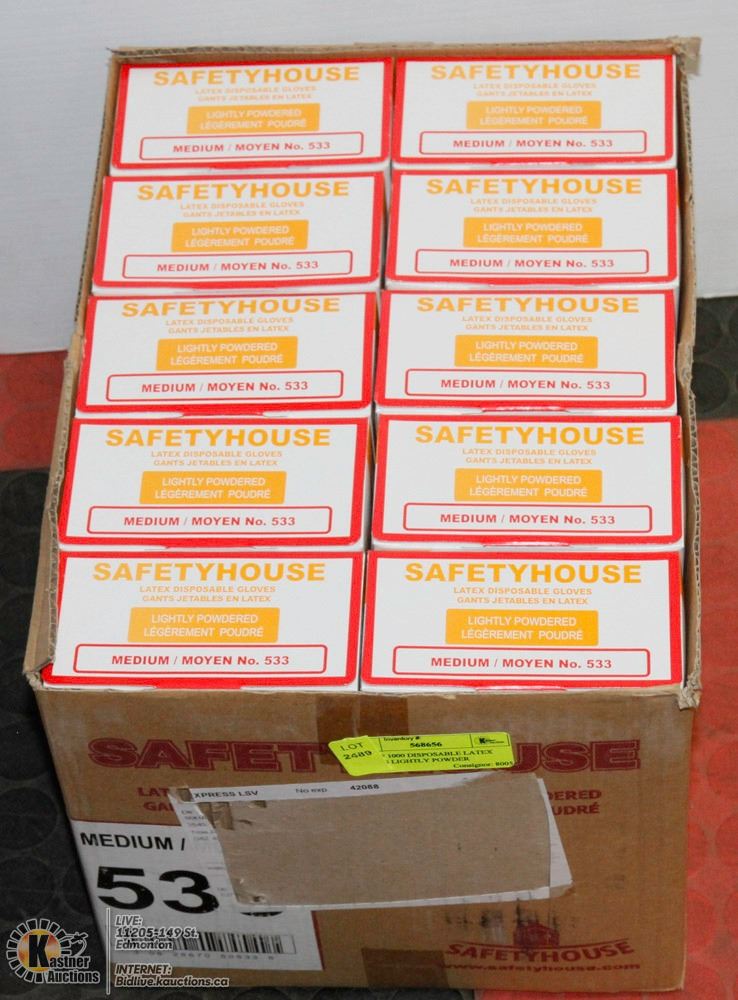 SAFETYHOUSE
LATEX DISPOSABLE GLOVES
GANTS JETABLES EN LATEX
LIGHTLY POWDERED
LÉGÈREMENT POUDRÉ
MEDIUM / MOYEN No. 533
SAFETYHOUSE
LATEX DISPOSABLE GLOVES
GANTS JETABLES EN LATEX
LIGHTLY POWDERED
LÉGÈREMENT POUDRÉ
MEDIUM / MOYEN No. 533
SAFETYHOUSE
LATEX DISPOSABLE GLOVES
GANTS JETABLES EN LATEX
LIGHTLY POWDERED
LÉGÈREMENT POUDRÉ
MEDIUM / MOYEN No. 533
SAFETYHOUSE
LATEX DISPOSABLE GLOVES
GANTS JETABLES EN LATEX
LIGHTLY POWDERED
LÉGÈREMENT POUDRÉ
MEDIUM / MOYEN No. 533
SAFETYHOUSE
LATEX DISPOSABLE GLOVES
GANTS JETABLES EN LATEX
LIGHTLY POWDERED
LÉGÈREMENT POUDRÉ
MEDIUM / MOYEN No. 533
SAFETYHOUSE
LATEX DISPOSABLE GLOVES
GANTS JETABLES EN LATEX
LIGHTLY POWDERED
LÉGÈREMENT POUDRÉ
MEDIUM / MOYEN No. 533
SAFETYHOUSE
LATEX DISPOSABLE GLOVES
GANTS JETABLES EN LATEX
LIGHTLY POWDERED
LÉGÈREMENT POUDRÉ
MEDIUM / MOYEN No. 533
SAFETYHOUSE
LATEX DISPOSABLE GLOVES
GANTS JETABLES EN LATEX
LIGHTLY POWDERED
LÉGÈREMENT POUDRÉ
MEDIUM / MOYEN No. 533
SAFETYHOUSE
LATEX DISPOSABLE GLOVES
GANTS JETABLES EN LATEX
LIGHTLY POWDERED
LÉGÈREMENT POUDRÉ
MEDIUM / MOYEN No. 533
SAFETYHOUSE
LATEX DISPOSABLE GLOVES
GANTS JETABLES EN LATEX
LIGHTLY POWDERED
LÉGÈREMENT POUDRÉ
MEDIUM / MOYEN No. 533
SAFETYHOUSE
LOT
2489
Inventory #:
568656
1000 DISPOSABLE LATEX
LIGHTLY POWDER
Consignor: 8005
XPRESS LSV No exp. 42088
MEDIUM /
53
SAFETYHOUSE
www.safetyhouse.com
Kastner
Auctions
LIVE:
11205-149 St.
Edmonton
INTERNET:
Bidlive.kauctions.ca